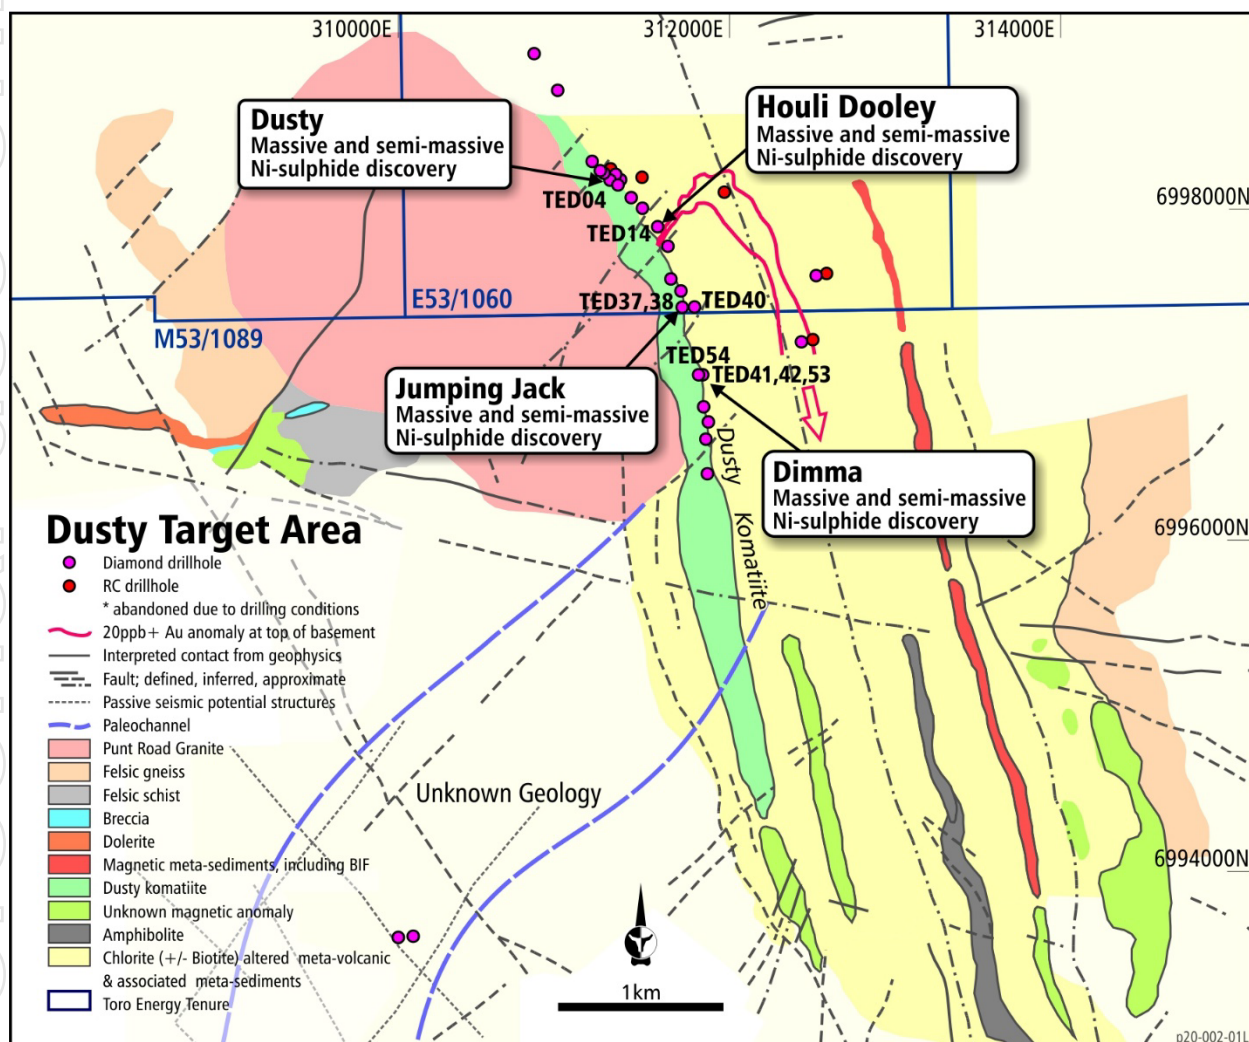 310000E
312000E
314000E
Dusty
Massive and semi-massive
Ni-sulphide discovery
Houli Dooley
Massive and semi-massive
Ni-sulphide discovery
6998000N
TED04
TED14
E53/1060
TED37,38
TED40
M53/1089
TED54
TED41,42,53
Jumping Jack
Massive and semi-massive
Ni-sulphide discovery
Dusty Komatiite
Dimma
Massive and semi-massive
Ni-sulphide discovery
6996000N
Dusty Target Area
Diamond drillhole
RC drillhole
* abandoned due to drilling conditions
20ppb+ Au anomaly at top of basement
Interpreted contact from geophysics
Fault; defined, inferred, approximate
Passive seismic potential structures
Paleochannel
Punt Road Granite
Felsic gneiss
Felsic schist
Breccia
Dolerite
Magnetic meta-sediments, including BIF
Dusty komatiite
Unknown magnetic anomaly
Amphibolite
Chlorite (+/- Biotite) altered meta-volcanic
& associated meta-sediments
Toro Energy Tenure
Unknown Geology
6994000N
1km
p20-002-01L